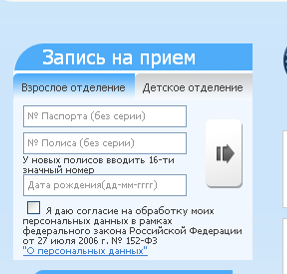 Запись на прием
Взрослое отделение Детское отделение
№ Паспорта (без серии)
№ Полиса (без серии)
У новых полисов вводить 16-ти
значный номер
Дата рождения(дд-мм-гггг)
Я даю согласие на обработку моих
персональных данных в рамках
федерального закона Российской Федерации
от 27 июля 2006 г. № 152-ФЗ
"О персональных данных"